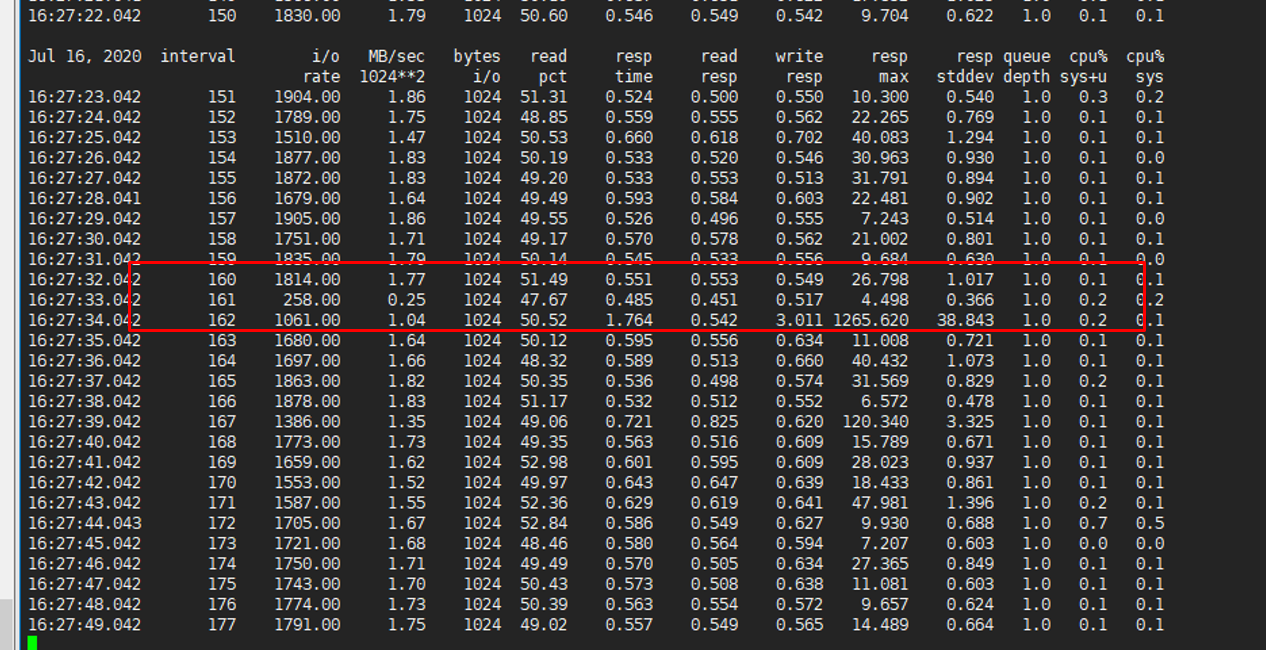 16:27:22.042 150 1830.00 1.79 1024 50.60 0.546 0.549 0.542 9.704 0.622 1.0 0.1 0.1
Jul 16, 2020 interval i/o MB/sec bytes read resp read write resp resp queue cpu% cpu%
rate 1024**2 i/o pct time resp resp max stddev depth sys+u sys
16:27:23.042 151 1904.00 1.86 1024 51.31 0.524 0.500 0.550 10.300 0.540 1.0 0.3 0.2
16:27:24.042 152 1789.00 1.75 1024 48.85 0.559 0.555 0.562 22.265 0.769 1.0 0.1 0.1
16:27:25.042 153 1510.00 1.47 1024 50.53 0.660 0.618 0.702 40.083 1.294 1.0 0.1 0.1
16:27:26.042 154 1877.00 1.83 1024 50.19 0.533 0.520 0.546 30.963 0.930 1.0 0.1 0.0
16:27:27.042 155 1872.00 1.83 1024 49.20 0.533 0.553 0.513 31.791 0.894 1.0 0.1 0.1
16:27:28.041 156 1679.00 1.64 1024 49.49 0.593 0.584 0.603 22.481 0.902 1.0 0.1 0.1
16:27:29.042 157 1905.00 1.86 1024 49.55 0.526 0.496 0.555 7.243 0.514 1.0 0.1 0.0
16:27:30.042 158 1751.00 1.71 1024 49.17 0.570 0.578 0.562 21.002 0.801 1.0 0.1 0.1
16:27:31.042 159 1835.00 1.79 1024 50.14 0.545 0.533 0.556 9.684 0.630 1.0 0.1 0.0
16:27:32.042 160 1814.00 1.77 1024 51.49 0.551 0.553 0.549 26.798 1.017 1.0 0.1 0.1
16:27:33.042 161 258.00 0.25 1024 47.67 0.485 0.451 0.517 4.498 0.366 1.0 0.2 0.2
16:27:34.042 162 1061.00 1.04 1024 50.52 1.764 0.542 3.011 1265.620 38.843 1.0 0.2 0.1
16:27:35.042 163 1680.00 1.64 1024 50.12 0.595 0.556 0.634 11.008 0.721 1.0 0.1 0.1
16:27:36.042 164 1697.00 1.66 1024 48.32 0.589 0.513 0.660 40.432 1.073 1.0 0.1 0.1
16:27:37.042 165 1863.00 1.82 1024 50.35 0.536 0.498 0.574 31.569 0.829 1.0 0.2 0.1
16:27:38.042 166 1878.00 1.83 1024 51.17 0.532 0.512 0.552 6.572 0.478 1.0 0.1 0.1
16:27:39.042 167 1386.00 1.35 1024 49.06 0.721 0.825 0.620 120.340 3.325 1.0 0.1 0.1
16:27:40.042 168 1773.00 1.73 1024 49.35 0.563 0.516 0.609 15.789 0.671 1.0 0.1 0.1
16:27:41.042 169 1659.00 1.62 1024 52.98 0.601 0.595 0.609 28.023 0.937 1.0 0.1 0.1
16:27:42.042 170 1553.00 1.52 1024 49.97 0.643 0.647 0.639 18.433 0.861 1.0 0.1 0.1
16:27:43.042 171 1587.00 1.55 1024 52.36 0.629 0.619 0.641 47.981 1.396 1.0 0.2 0.1
16:27:44.043 172 1705.00 1.67 1024 52.84 0.586 0.549 0.627 9.930 0.688 1.0 0.7 0.5
16:27:45.042 173 1721.00 1.68 1024 48.46 0.580 0.564 0.594 7.207 0.603 1.0 0.0 0.0
16:27:46.042 174 1750.00 1.71 1024 49.49 0.570 0.505 0.634 27.365 0.849 1.0 0.1 0.1
16:27:47.042 175 1743.00 1.70 1024 50.43 0.573 0.508 0.638 11.081 0.603 1.0 0.1 0.1
16:27:48.042 176 1774.00 1.73 1024 50.39 0.563 0.554 0.572 9.657 0.624 1.0 0.1 0.1
16:27:49.042 177 1791.00 1.75 1024 49.02 0.557 0.549 0.565 14.489 0.664 1.0 0.1 0.1